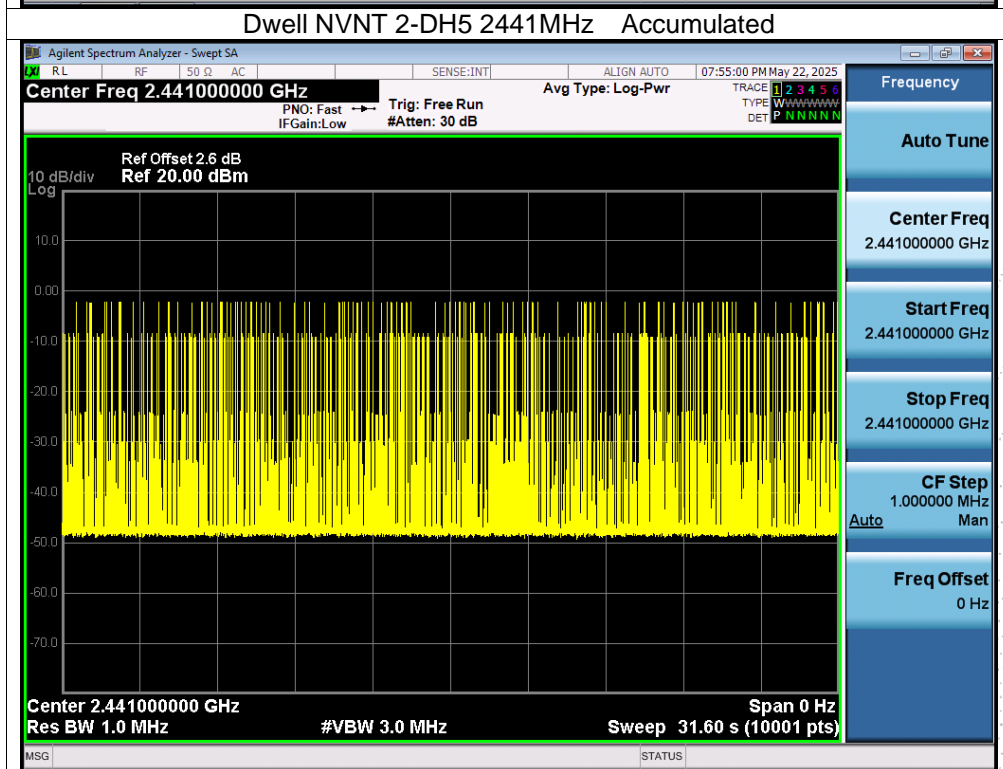 Dwell NVNT 2-DH5 2441MHz Accumulated
Agilent Spectrum Analyzer - Swept SA
LXI RL RF 50 Ω AC SENSE:INT ALIGN AUTO 07:55:00 PM May 22, 2025
Center Freq 2.441000000 GHz
PNO: Fast
IFGain:Low
Trig: Free Run
#Atten: 30 dB
Avg Type: Log-Pwr
TRACE 1 2 3 4 5 6
TYPE WWWWWW
DET P N N N N N
Ref Offset 2.6 dB
10 dB/div Ref 20.00 dBm
Log
10.0
0.00
-10.0
-20.0
-30.0
-40.0
-50.0
-60.0
-70.0
Center 2.441000000 GHz Span 0 Hz
Res BW 1.0 MHz #VBW 3.0 MHz Sweep 31.60 s (10001 pts)
MSG STATUS
Frequency
Auto Tune
Center Freq
2.441000000 GHz
Start Freq
2.441000000 GHz
Stop Freq
2.441000000 GHz
CF Step
1.000000 MHz
Auto Man
Freq Offset
0 Hz